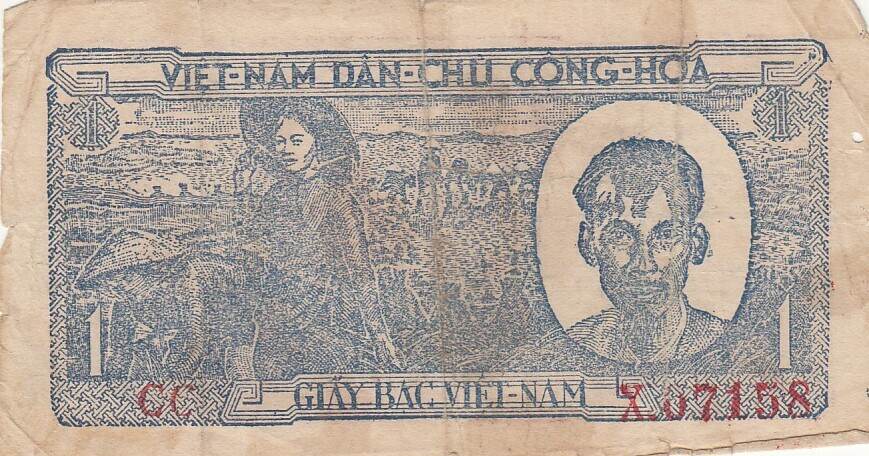 VIỆT-NAM DÂN-CHỦ CỘNG-HÒA
1 1
1 1
GIẤY BẠC VIỆT-NAM
CC X.07158